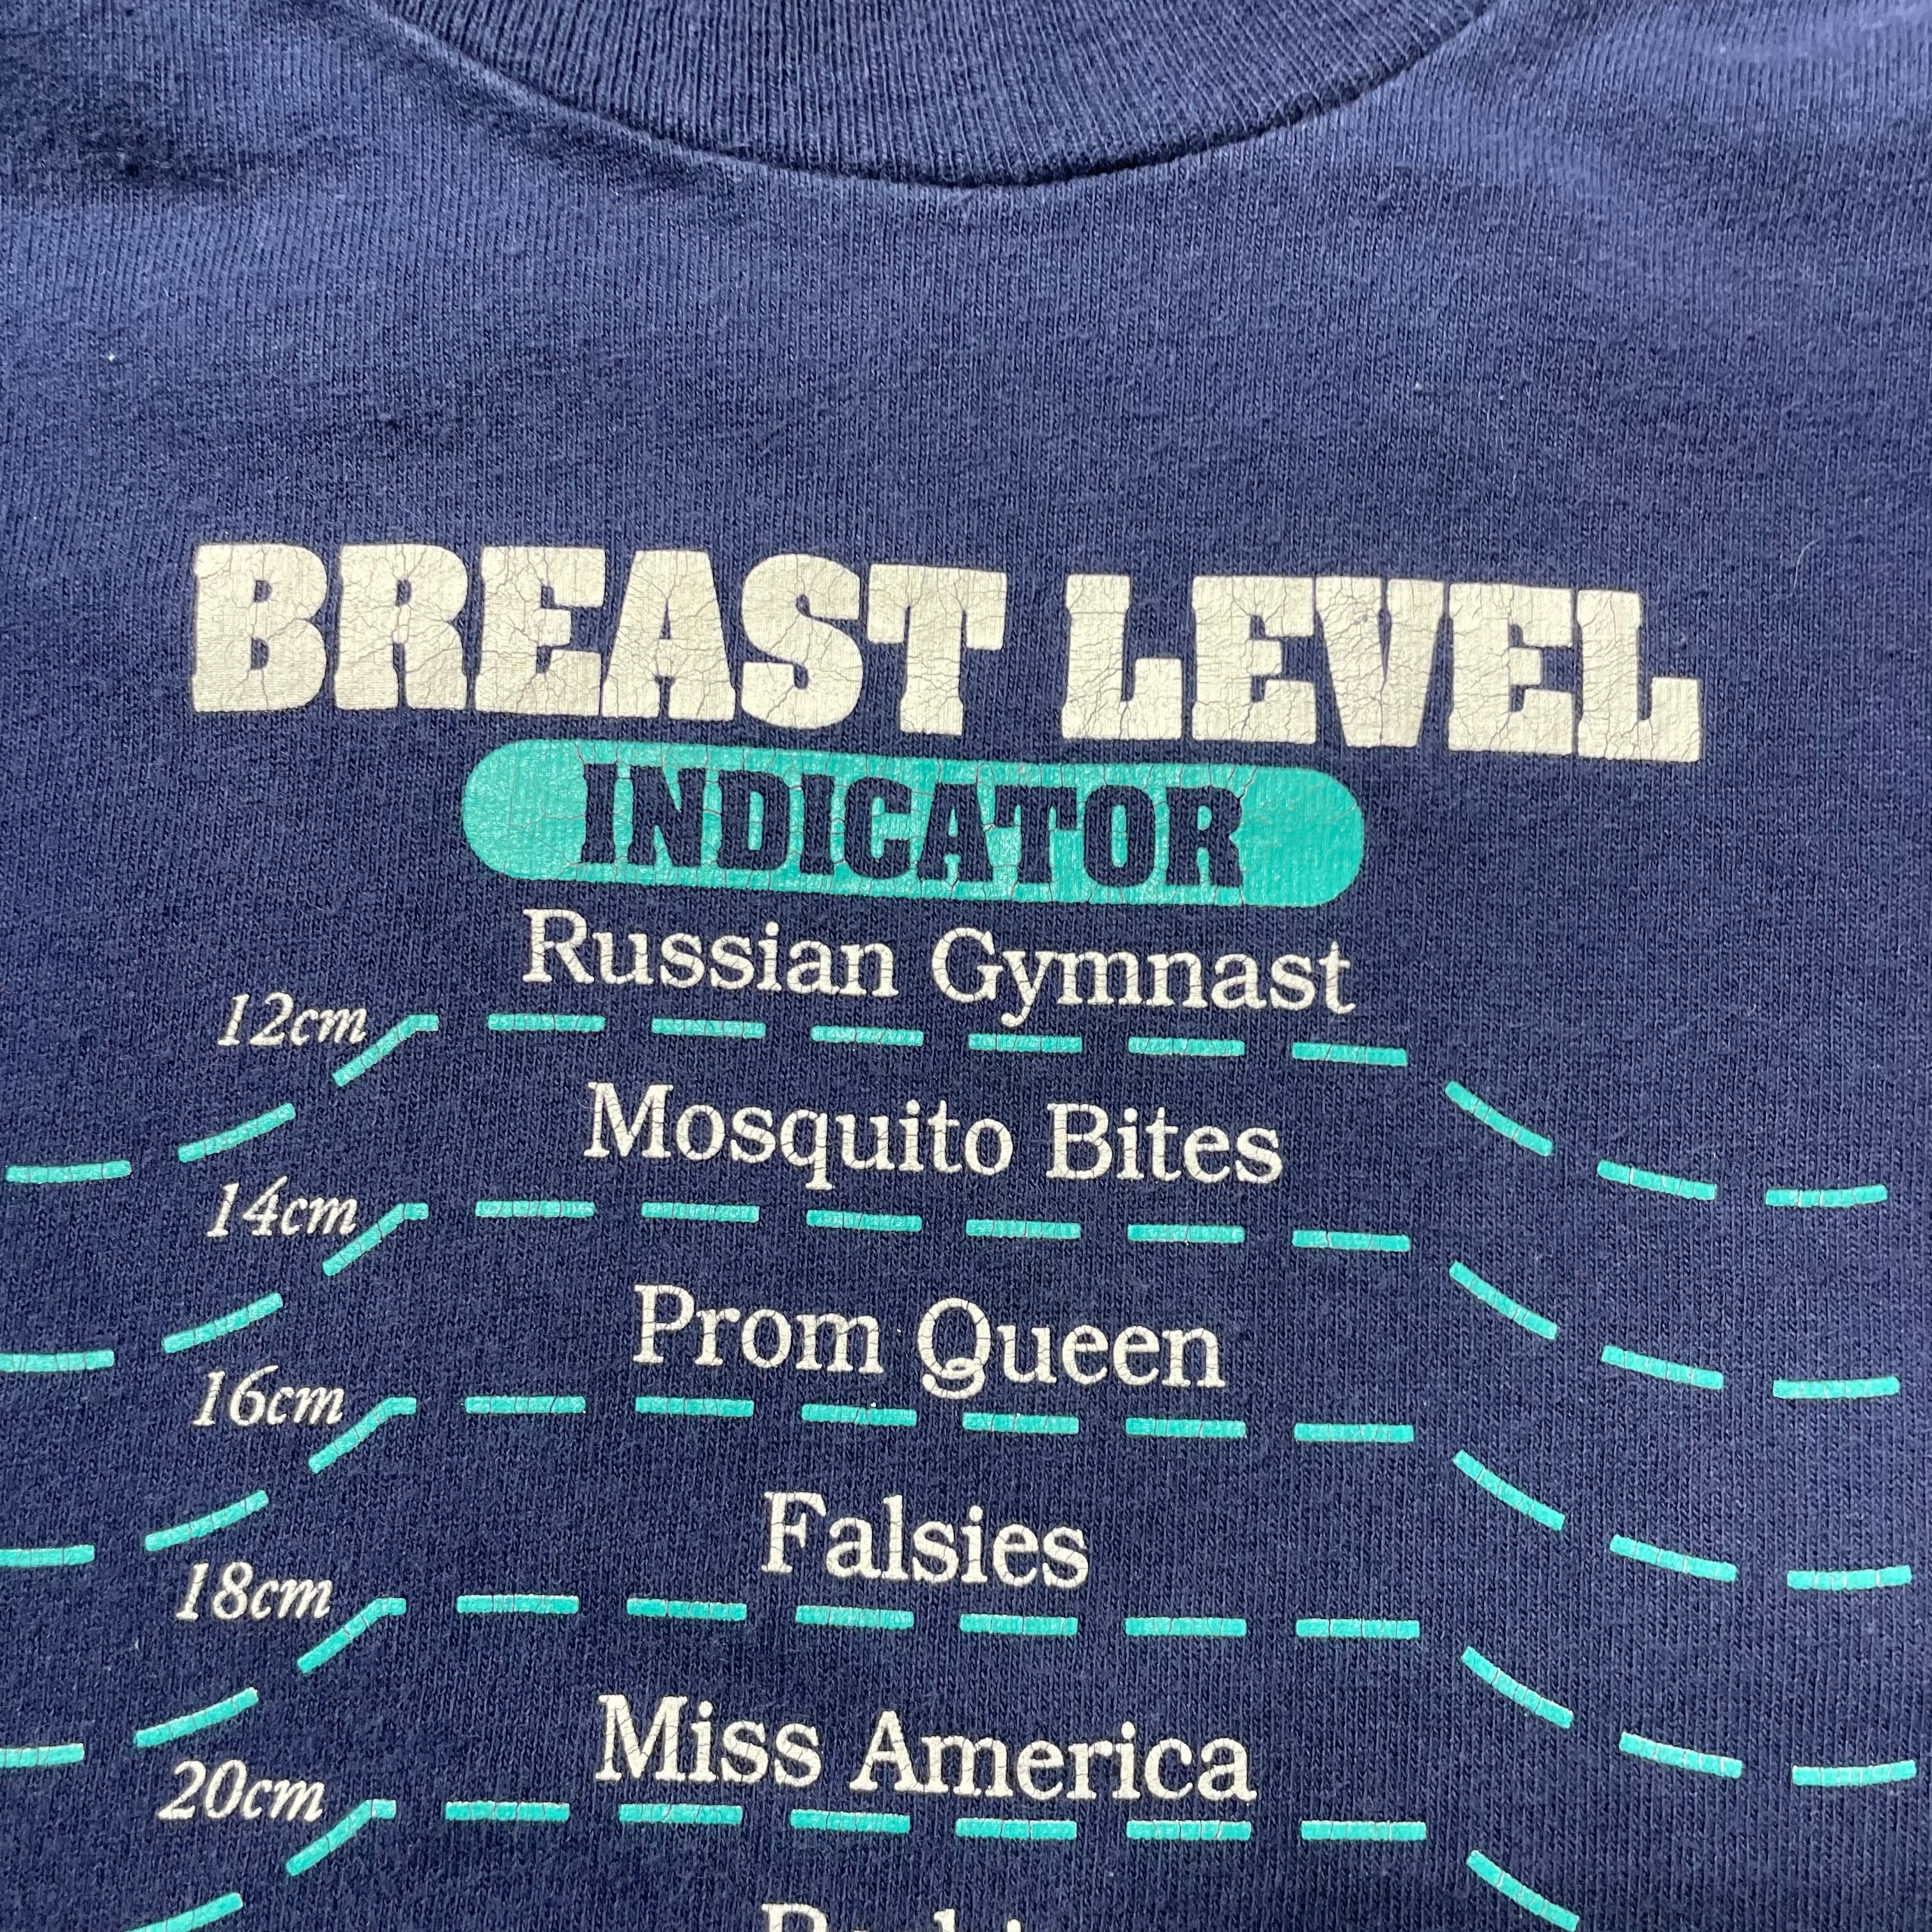 BREAST LEVEL
INDICATOR
Russian Gymnast
12cm
Mosquito Bites
14cm
Prom Queen
16cm
Falsies
18cm
Miss America
20cm